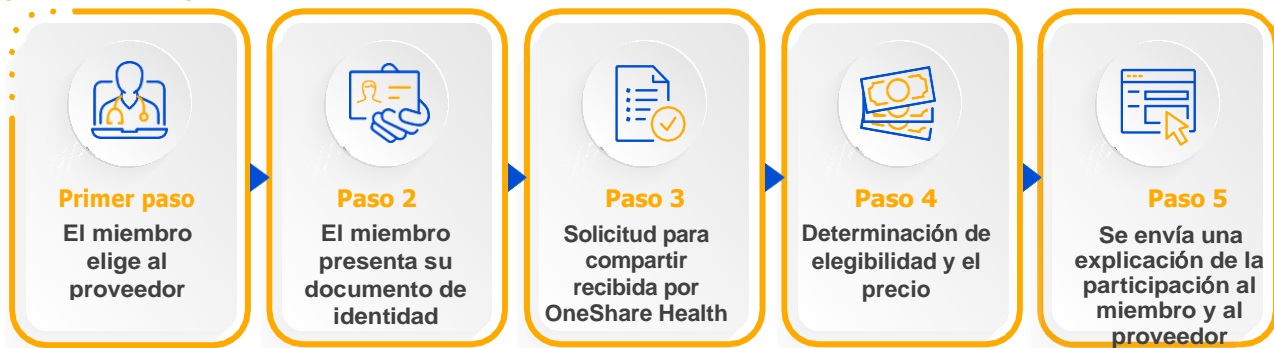 Primer paso
El miembro
elige al
proveedor
Paso 2
El miembro
presenta su
documento de
identidad
Paso 3
Solicitud para
compartir
recibida por
OneShare Health
Paso 4
Determinación de
elegibilidad y el
precio
Paso 5
Se envía una
explicación de la
participación al
miembro y al
proveedor